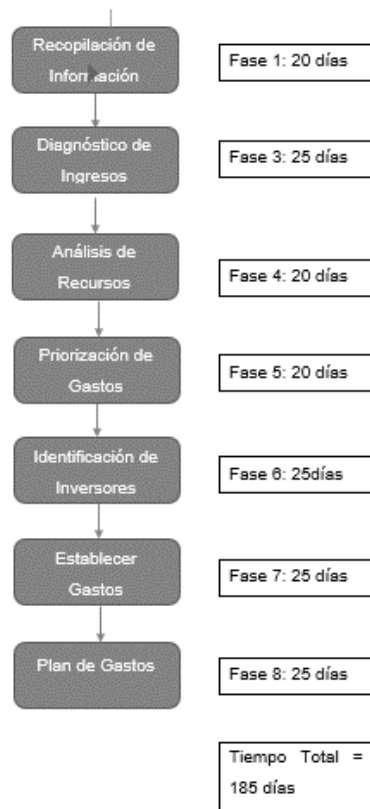 Recopilación de
Información
Fase 1: 20 días
Diagnóstico de
Ingresos
Fase 3: 25 días
Análisis de
Recursos
Fase 4: 20 días
Priorización de
Gastos
Fase 5: 20 días
Identificación de
Inversores
Fase 6: 25días
Establecer
Gastos
Fase 7: 25 días
Plan de Gastos
Fase 8: 25 días
Tiempo Total =
185 días